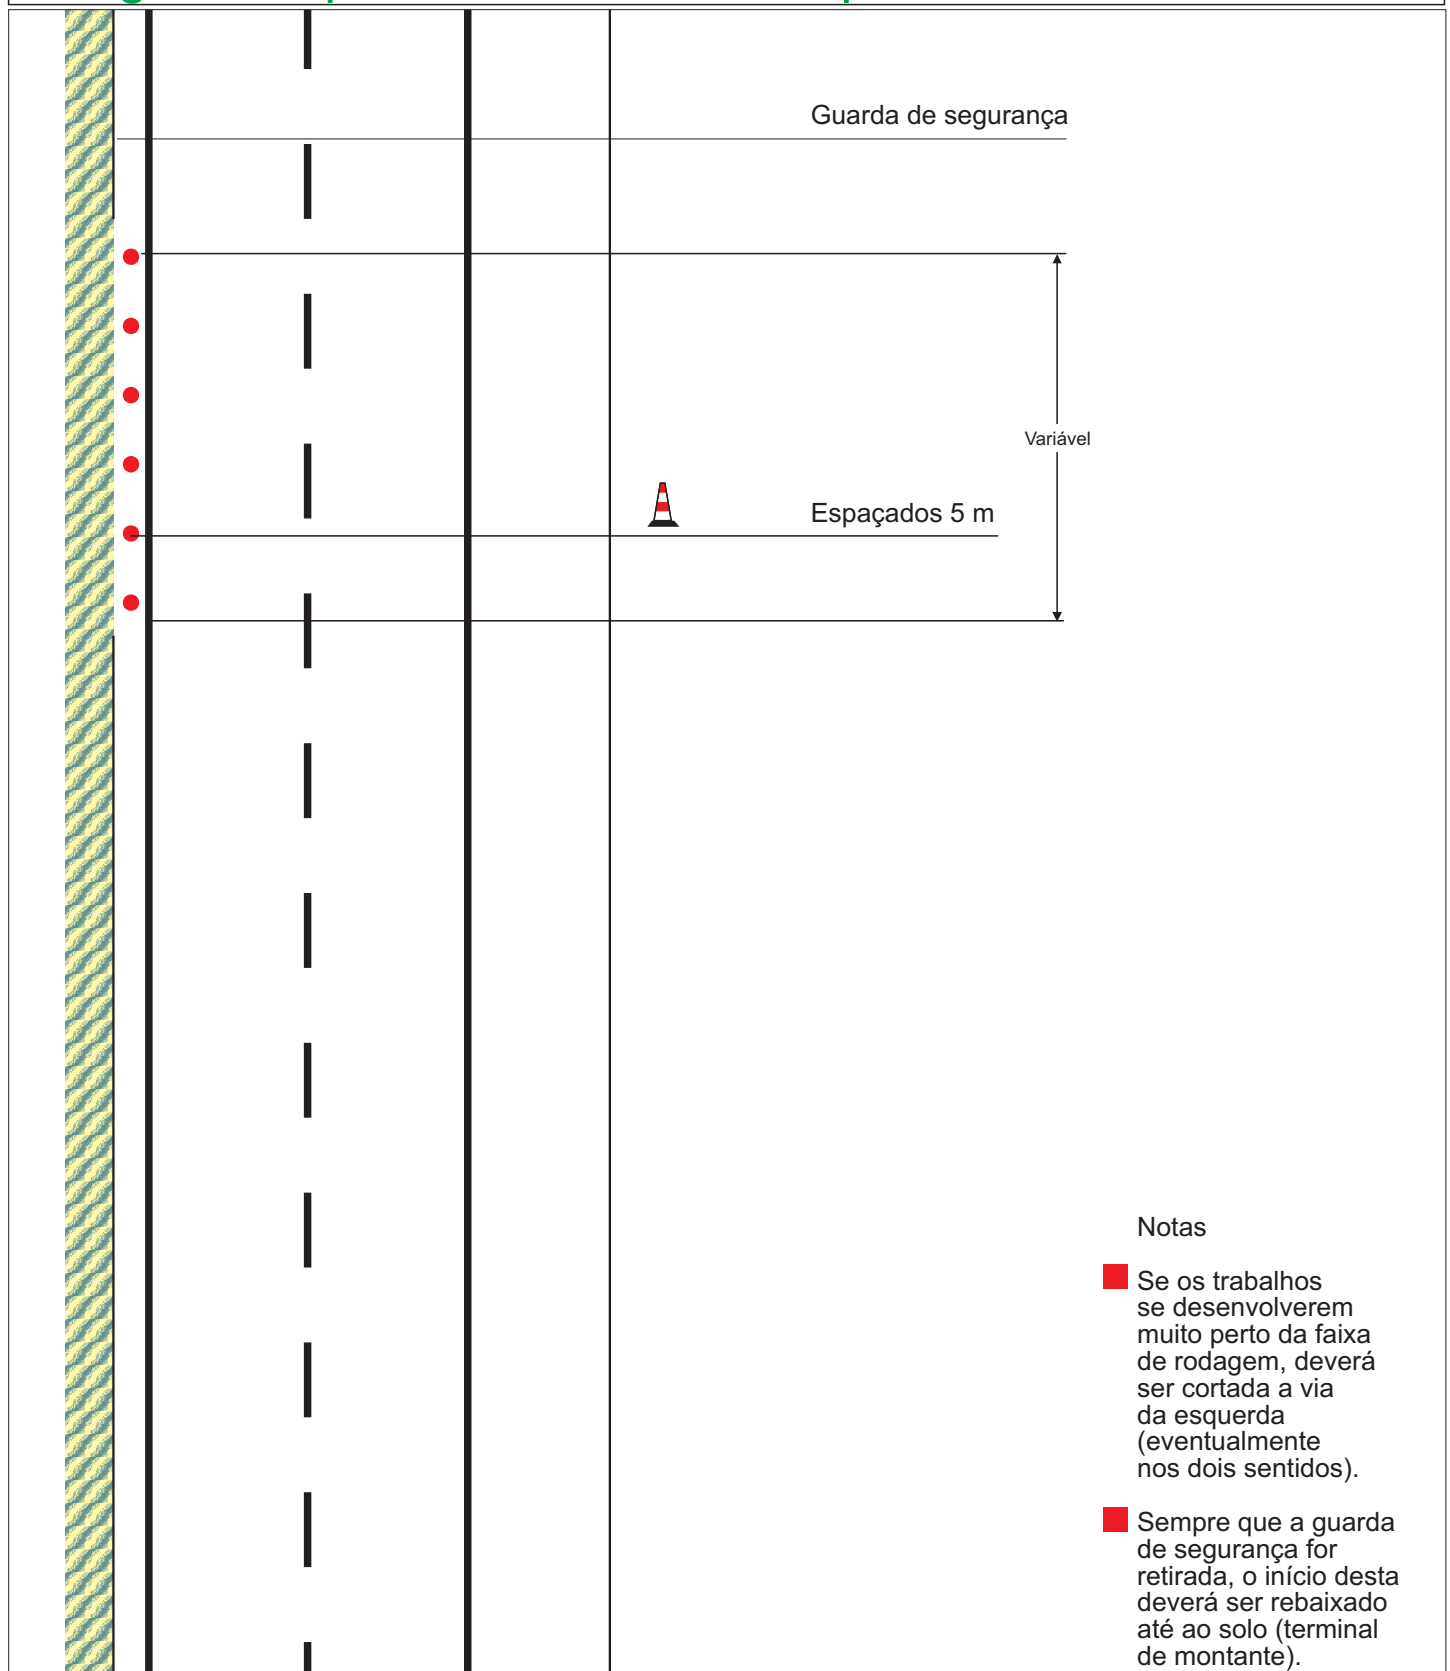 Guarda de segurança
Variável
Espaçados 5 m
Notas
Se os trabalhos
se desenvolverem
muito perto da faixa
de rodagem, deverá
ser cortada a via
da esquerda
(eventualmente
nos dois sentidos).
Sempre que a guarda
de segurança for
retirada, o início desta
deverá ser rebaixado
até ao solo (terminal
de montante).